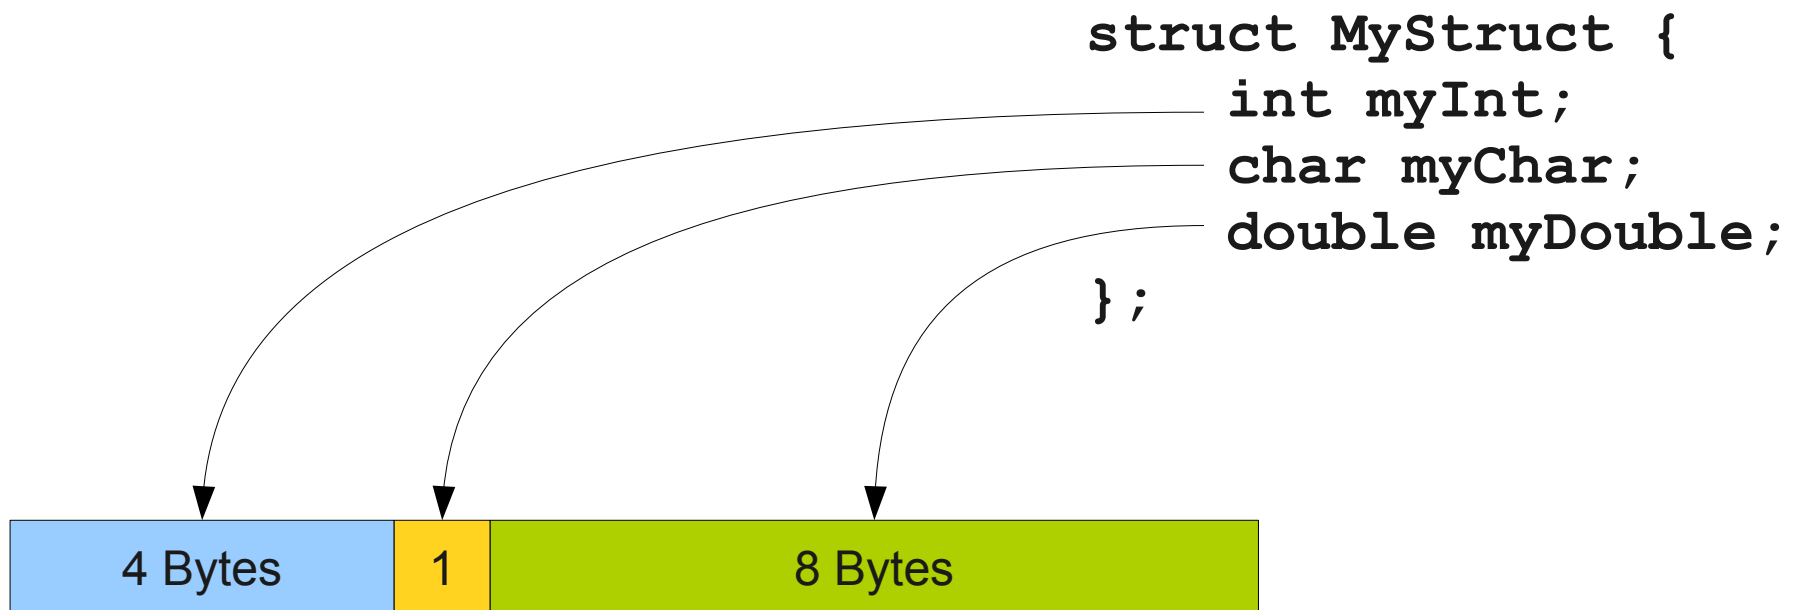 struct MyStruct {
int myInt;
char myChar;
double myDouble;
};
4 Bytes 1 8 Bytes